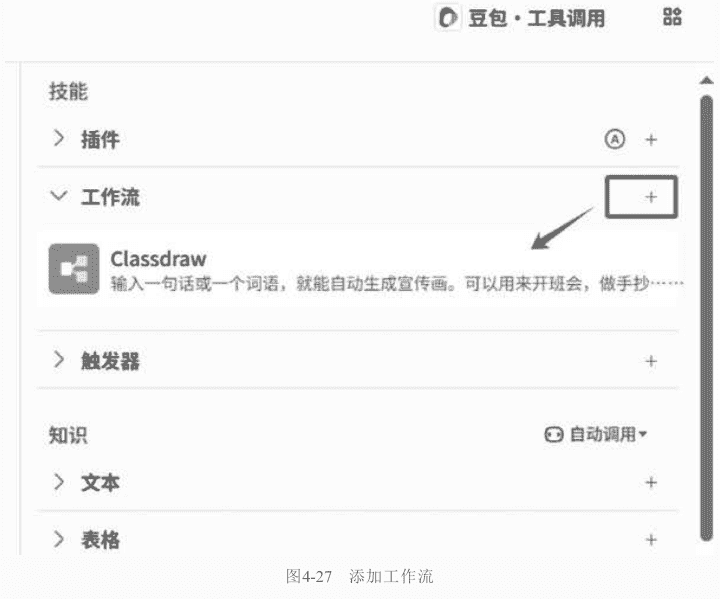 豆包·工具调用
技能
插件
工作流
Classdraw
输入一句话或一个词语，就能自动生成宣传画。可以用来开班会，做手抄……
触发器
知识
自动调用
文本
表格
图4-27 添加工作流